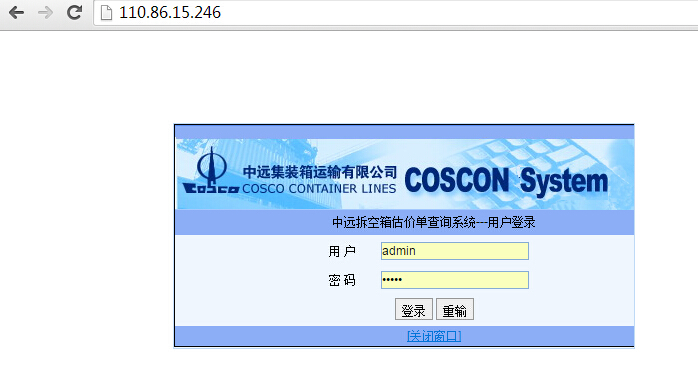 110.86.15.246
中远集装箱运输有限公司
COSCO COSCO CONTAINER LINES
COSCON System
中远拆空箱估价单查询系统---用户登录
用 户 admin
密 码 •••••
登录 重输
[关闭窗口]